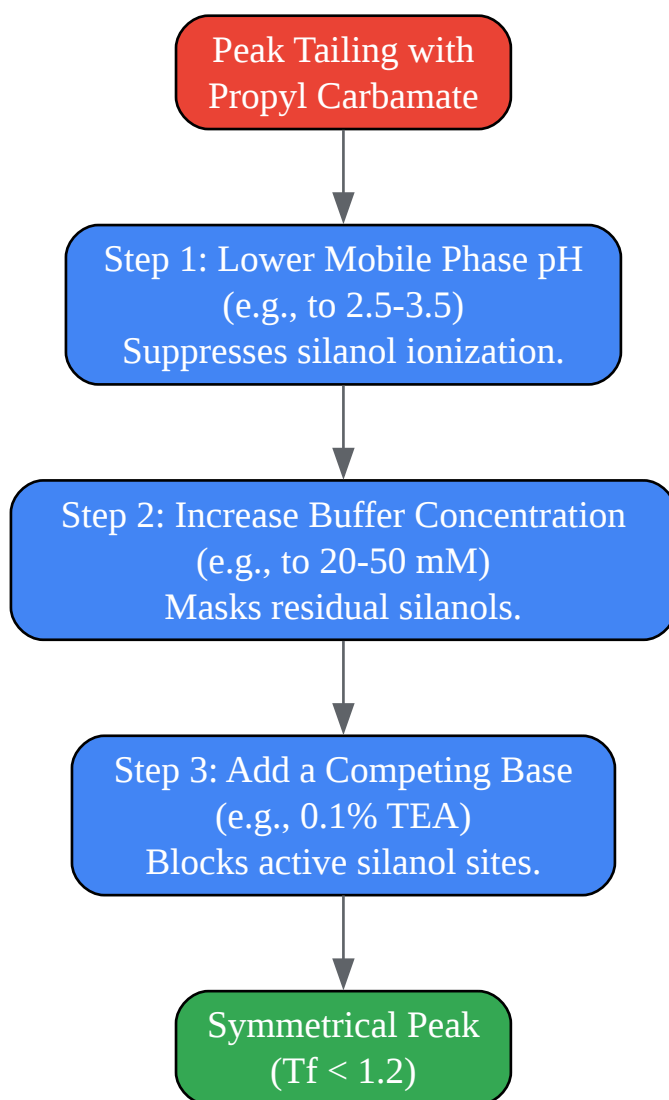 Peak Tailing with
Propyl Carbamate
Step 1: Lower Mobile Phase pH
(e.g., to 2.5-3.5)
Suppresses silanol ionization.
Step 2: Increase Buffer Concentration
(e.g., to 20-50 mM)
Masks residual silanols.
Step 3: Add a Competing Base
(e.g., 0.1% TEA)
Blocks active silanol sites.
Symmetrical Peak
(Tf < 1.2)